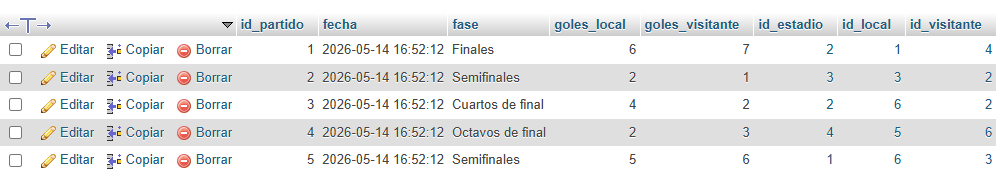 ←T→ id_partido fecha fase goles_local goles_visitante id_estadio id_local id_visitante
Editar Copiar Borrar 1 2026-05-14 16:52:12 Finales 6 7 2 1 4
Editar Copiar Borrar 2 2026-05-14 16:52:12 Semifinales 2 1 3 3 2
Editar Copiar Borrar 3 2026-05-14 16:52:12 Cuartos de final 4 2 2 6 2
Editar Copiar Borrar 4 2026-05-14 16:52:12 Octavos de final 2 3 4 5 6
Editar Copiar Borrar 5 2026-05-14 16:52:12 Semifinales 5 6 1 6 3